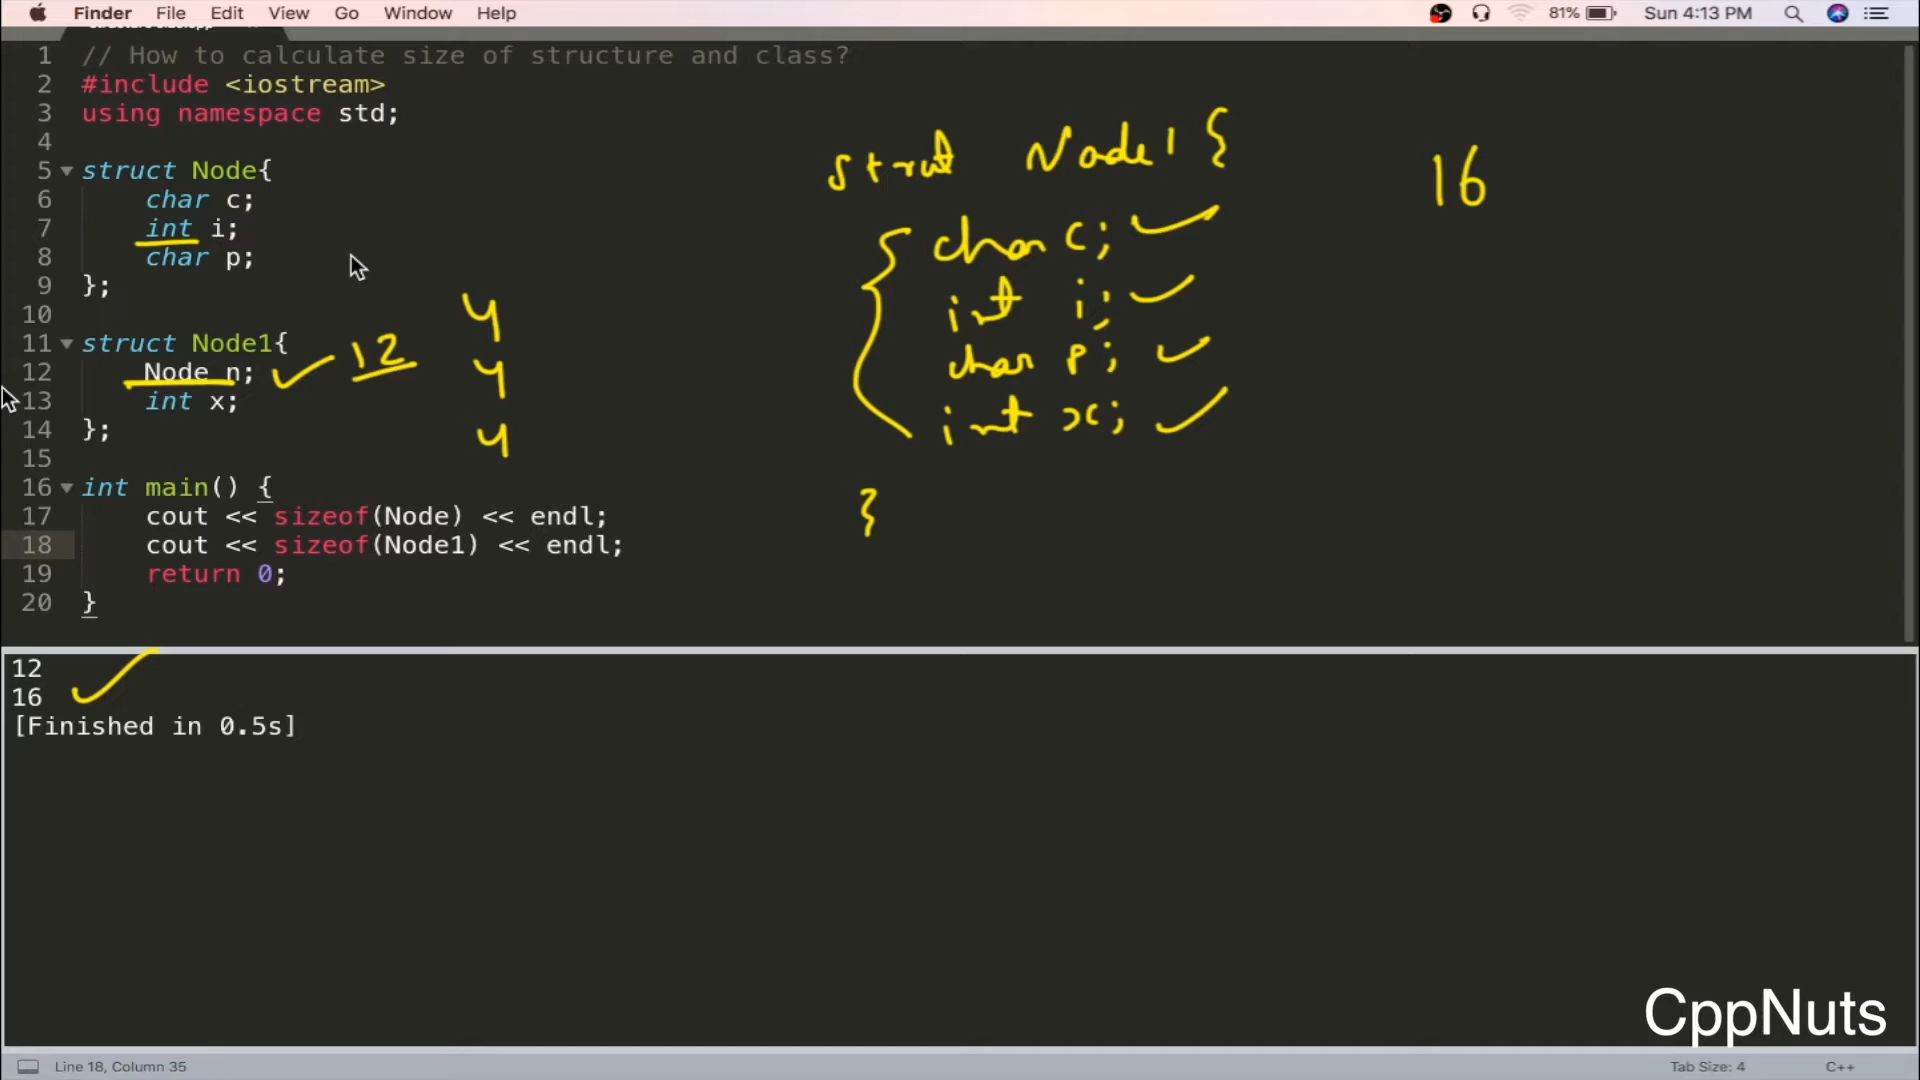 Finder File Edit View Go Window Help 81% Sun 4:13 PM
1 // How to calculate size of structure and class?
2 #include <iostream>
3 using namespace std;
4
5 struct Node{
6 char c;
7 int i;
8 char p;
9 };
10
11 struct Node1{
12 Node n;
13 int x;
14 };
15
16 int main() {
17 cout << sizeof(Node) << endl;
18 cout << sizeof(Node1) << endl;
19 return 0;
20 }
12
4
4
4
strut Node1 {
char c;
int i;
char p;
int x;
}
16
12
16
[Finished in 0.5s]
CppNuts
Line 18, Column 35 Tab Size: 4 C++